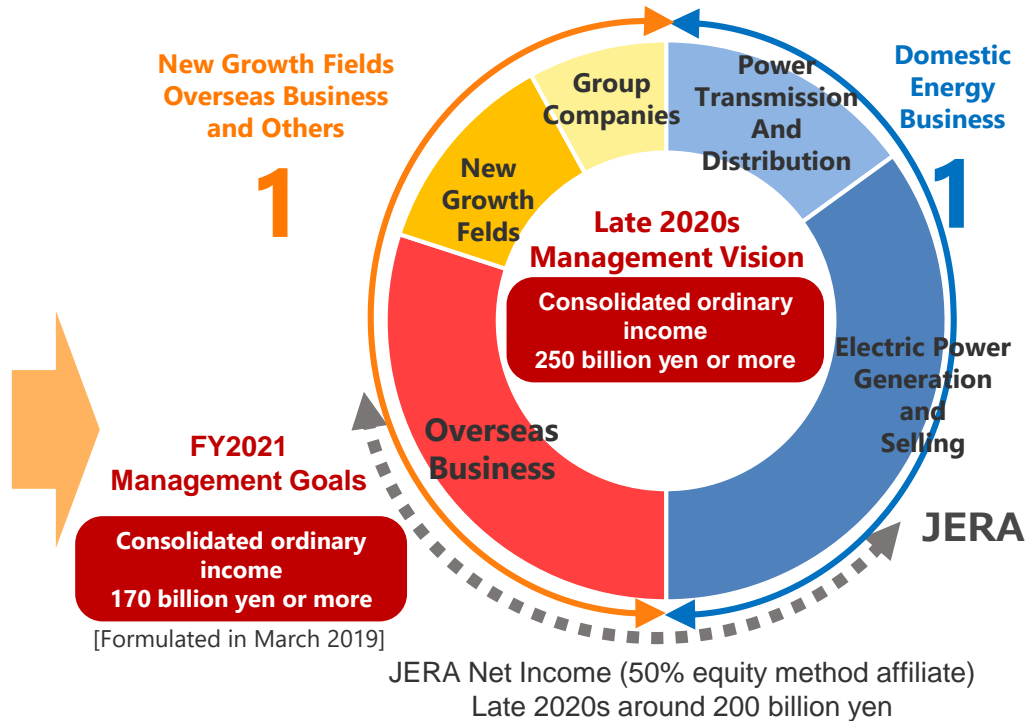 New Growth Fields
Overseas Business
and Others
1
Group
Companies
Power
Transmission
And
Distribution
Domestic
Energy
Business
1
New
Growth
Felds
Late 2020s
Management Vision
Consolidated ordinary
income
250 billion yen or more
Electric Power
Generation
and
Selling
Overseas
Business
FY2021
Management Goals
Consolidated ordinary
income
170 billion yen or more
[Formulated in March 2019]
JERA
JERA Net Income (50% equity method affiliate)
Late 2020s around 200 billion yen